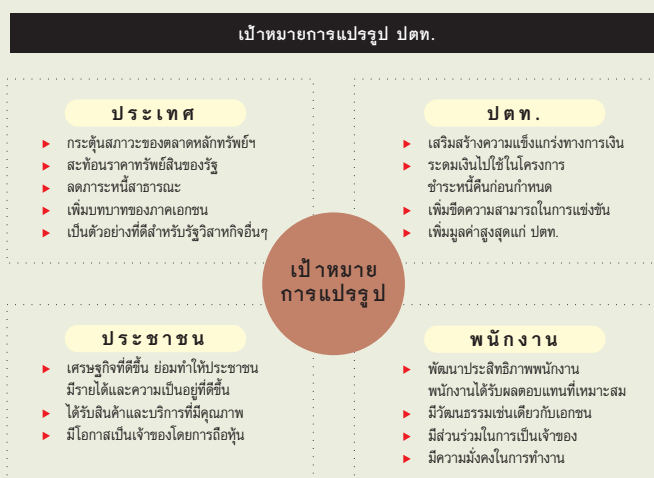 เป้าหมายการแปรรูป ปตท.
ประเทศ
กระตุ้นสภาวะของตลาดหลักทรัพย์ฯ
สะท้อนราคาทรัพย์สินของรัฐ
ลดภาระหนี้สาธารณะ
เพิ่มบทบาทของภาคเอกชน
เป็นตัวอย่างที่ดีสำหรับรัฐวิสาหกิจอื่นๆ
ปตท.
เสริมสร้างความแข็งแกร่งทางการเงิน
ระดมเงินไปใช้ในโครงการ
ชำระหนี้คืนก่อนกำหนด
เพิ่มขีดความสามารถในการแข่งขัน
เพิ่มมูลค่าสูงสุดแก่ ปตท.
เป้าหมาย
การแปรรูป
ประชาชน
เศรษฐกิจที่ดีขึ้น ย่อมทำให้ประชาชน
มีรายได้และความเป็นอยู่ที่ดีขึ้น
ได้รับสินค้าและบริการที่มีคุณภาพ
มีโอกาสเป็นเจ้าของโดยการถือหุ้น
พนักงาน
พัฒนาประสิทธิภาพพนักงาน
พนักงานได้รับผลตอบแทนที่เหมาะสม
มีวัฒนธรรมเช่นเดียวกับเอกชน
มีส่วนร่วมในการเป็นเจ้าของ
มีความมั่งคงในการทำงาน